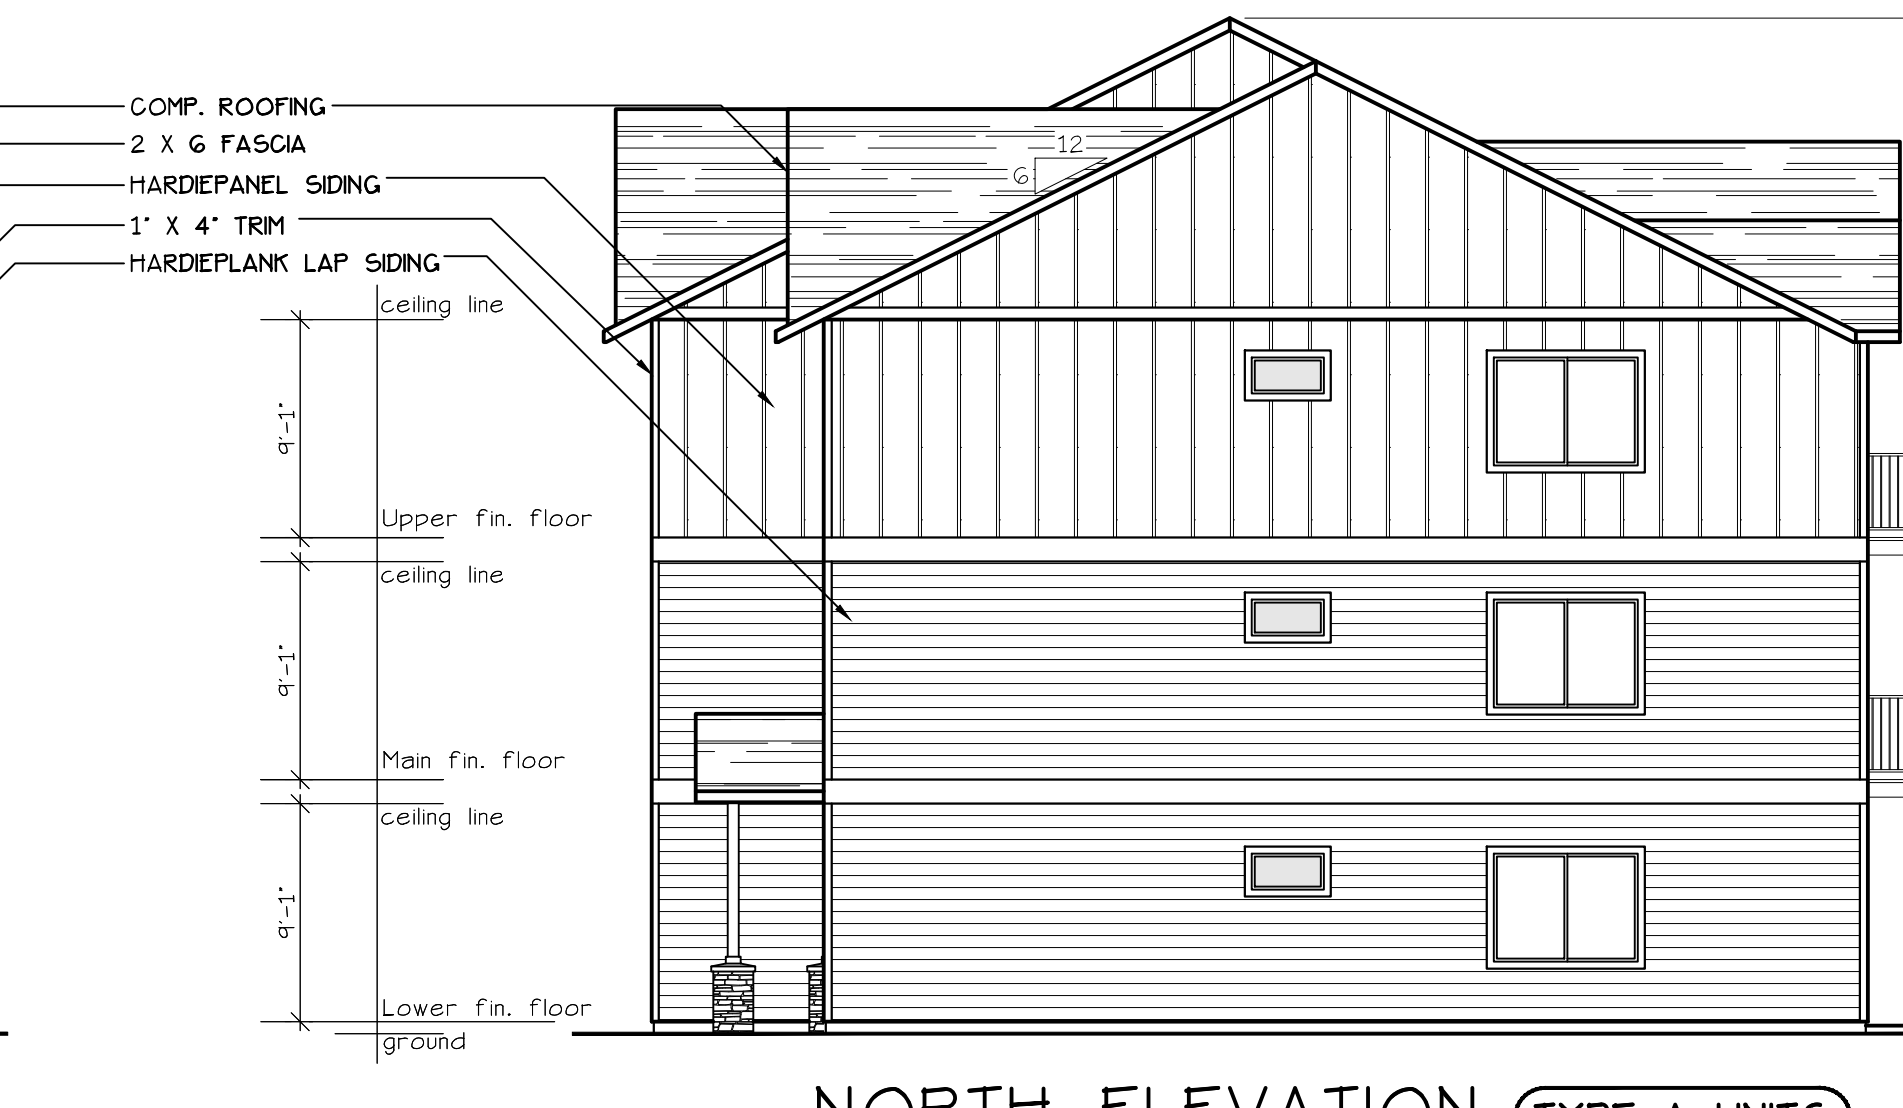 COMP. ROOFING
2 X 6 FASCIA
HARDIEPANEL SIDING
1" X 4" TRIM
HARDIEPLANK LAP SIDING
12
6
ceiling line
9'-1"
Upper fin. floor
ceiling line
9'-1"
Main fin. floor
ceiling line
9'-1"
Lower fin. floor
ground
NORTH ELEVATION TYPE A UNITS